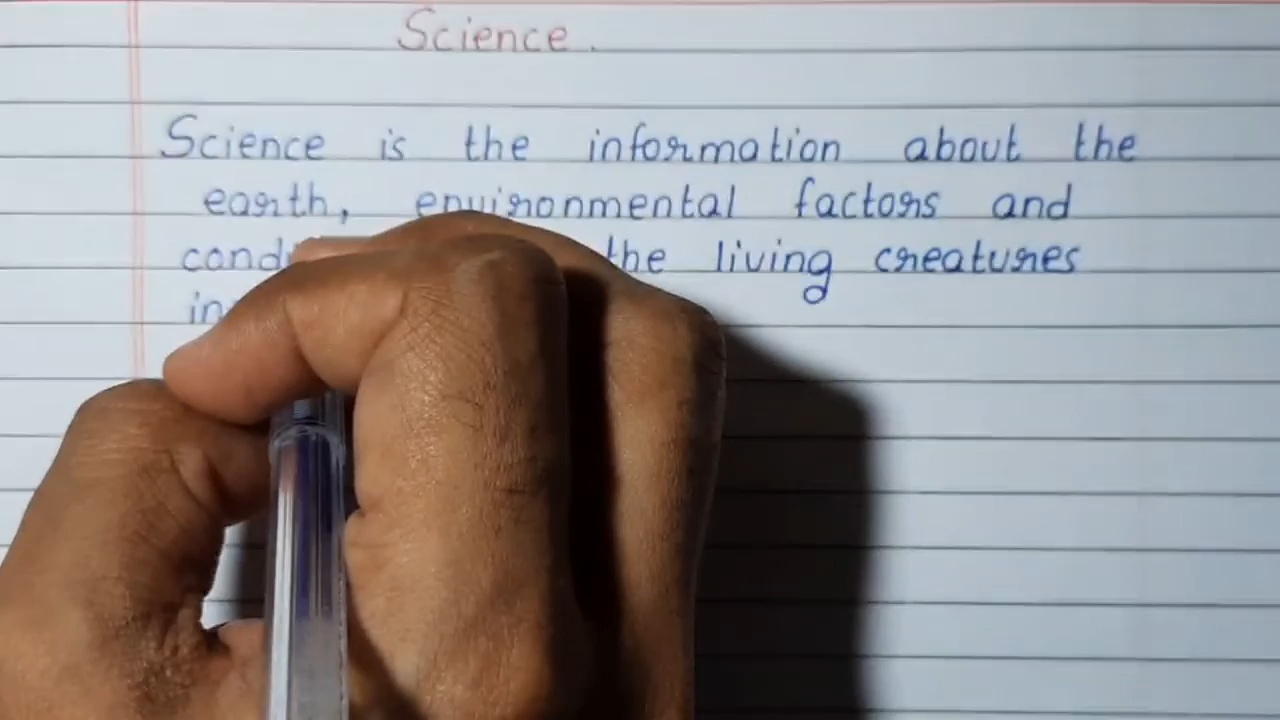 Science.
Science is the information about the
earth, environmental factors and
the living creatures